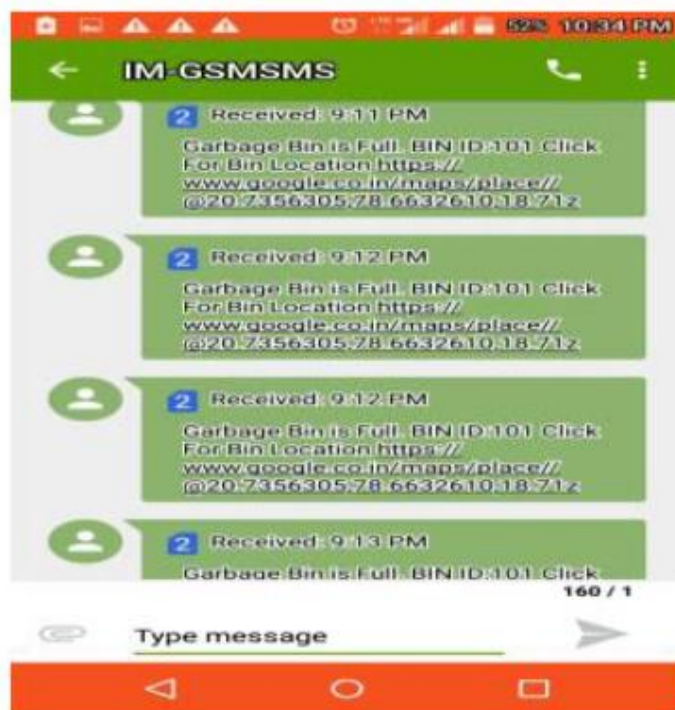 52% 10:34 PM
IM-GSMSMS
2 Received: 9:11 PM
Garbage Bin is Full. BIN ID:101 Click
For Bin Location https://
www.google.co.in/maps/place//
@20.7356305,78.6632610,18.71z
2 Received: 9:12 PM
Garbage Bin is Full. BIN ID:101 Click
For Bin Location https://
www.google.co.in/maps/place//
@20.7356305,78.6632610,18.71z
2 Received: 9:12 PM
Garbage Bin is Full. BIN ID:101 Click
For Bin Location https://
www.google.co.in/maps/place//
@20.7356305,78.6632610,18.71z
2 Received: 9:13 PM
Garbage Bin is Full. BIN ID:101 Click
160 / 1
Type message